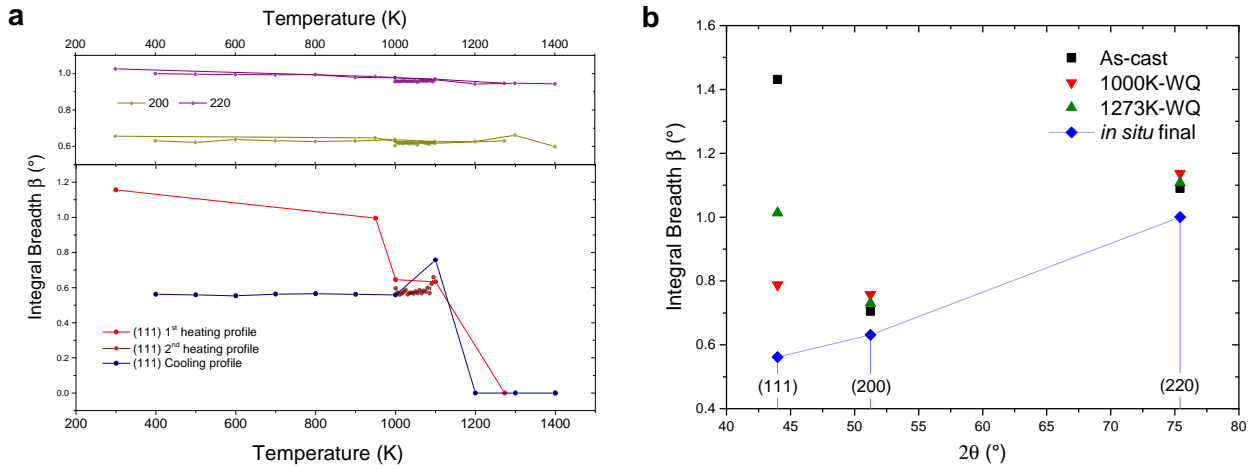 a
Temperature (K)
200 400 600 800 1000 1200 1400
1.0
0.8
0.6
200 220
1.2
1.0
0.8
0.6
0.4
0.2
0.0
Integral Breadth β (°)
(111) 1st heating profile
(111) 2nd heating profile
(111) Cooling profile
200 400 600 800 1000 1200 1400
Temperature (K)
b
1.6
1.4
1.2
1.0
0.8
0.6
0.4
Integral Breadth β (°)
As-cast
1000K-WQ
1273K-WQ
in situ final
(111) (200) (220)
40 45 50 55 60 65 70 75 80
2θ (°)